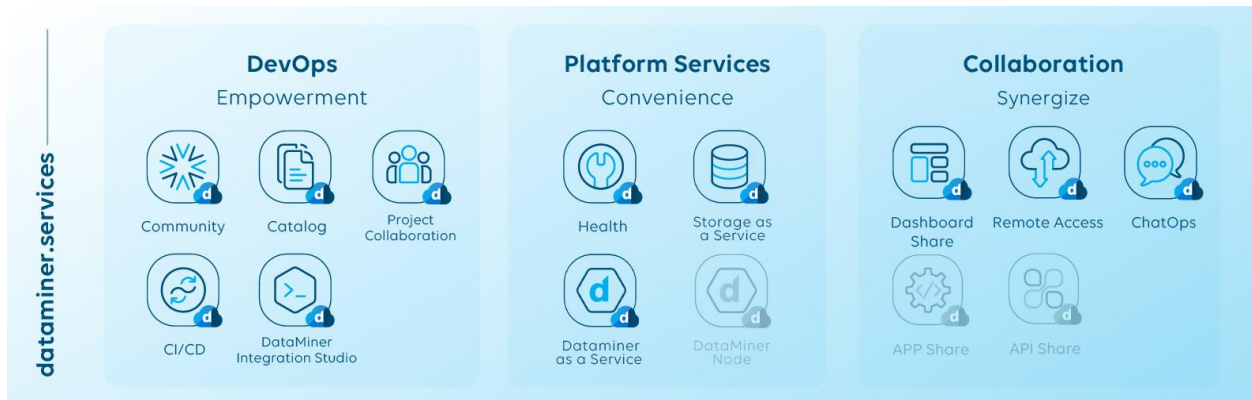 dataminer.services
DevOps
Empowerment
Community
Catalog
Project
Collaboration
CI/CD
DataMiner
Integration Studio
Platform Services
Convenience
Health
Storage as
a Service
Dataminer
as a Service
DataMiner
Node
Collaboration
Synergize
Dashboard
Share
Remote Access
ChatOps
APP Share
API Share